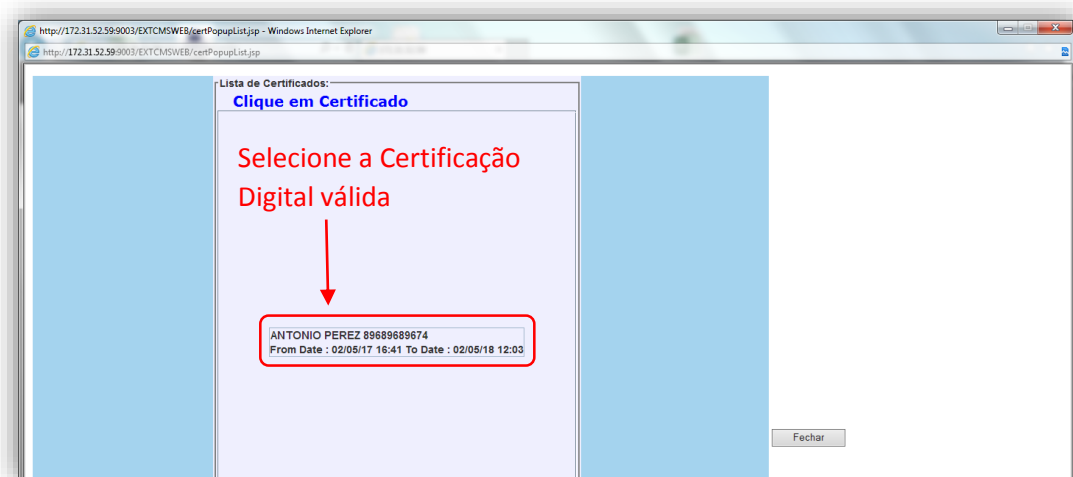 http://172.31.52.59:9003/EXTCMSWEB/certPopupList.jsp - Windows Internet Explorer
http://172.31.52.59:9003/EXTCMSWEB/certPopupList.jsp
Lista de Certificados:
Clique em Certificado
Selecione a Certificação
Digital válida
ANTONIO PEREZ 89689689674
From Date : 02/05/17 16:41 To Date : 02/05/18 12:03
Fechar